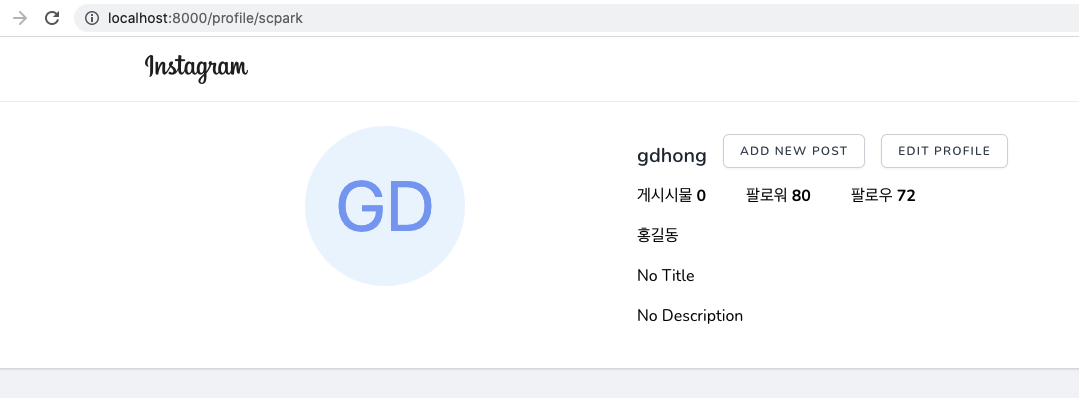 localhost:8000/profile/scpark
Instagram
GD
gdhong ADD NEW POST EDIT PROFILE
게시시물 0 팔로워 80 팔로우 72
홍길동
No Title
No Description